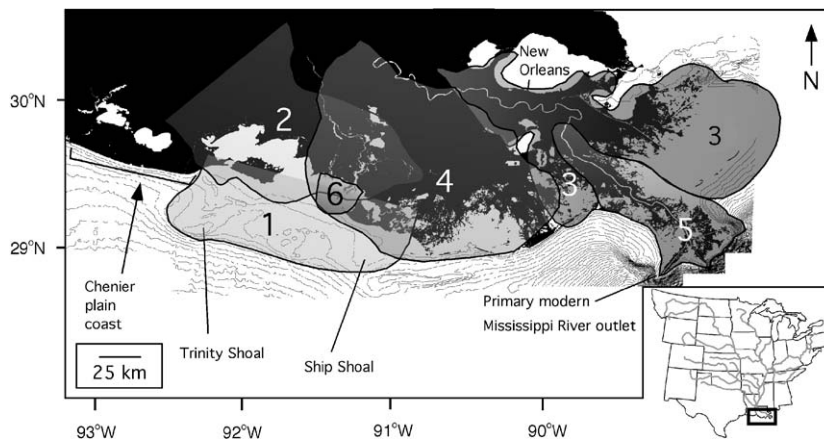 New
Orleans
N
30°N
2
3
4
3
6
1
5
29°N
Chenier
plain
coast
Primary modern
Mississippi River outlet
Trinity Shoal
Ship Shoal
25 km
93°W
92°W
91°W
90°W